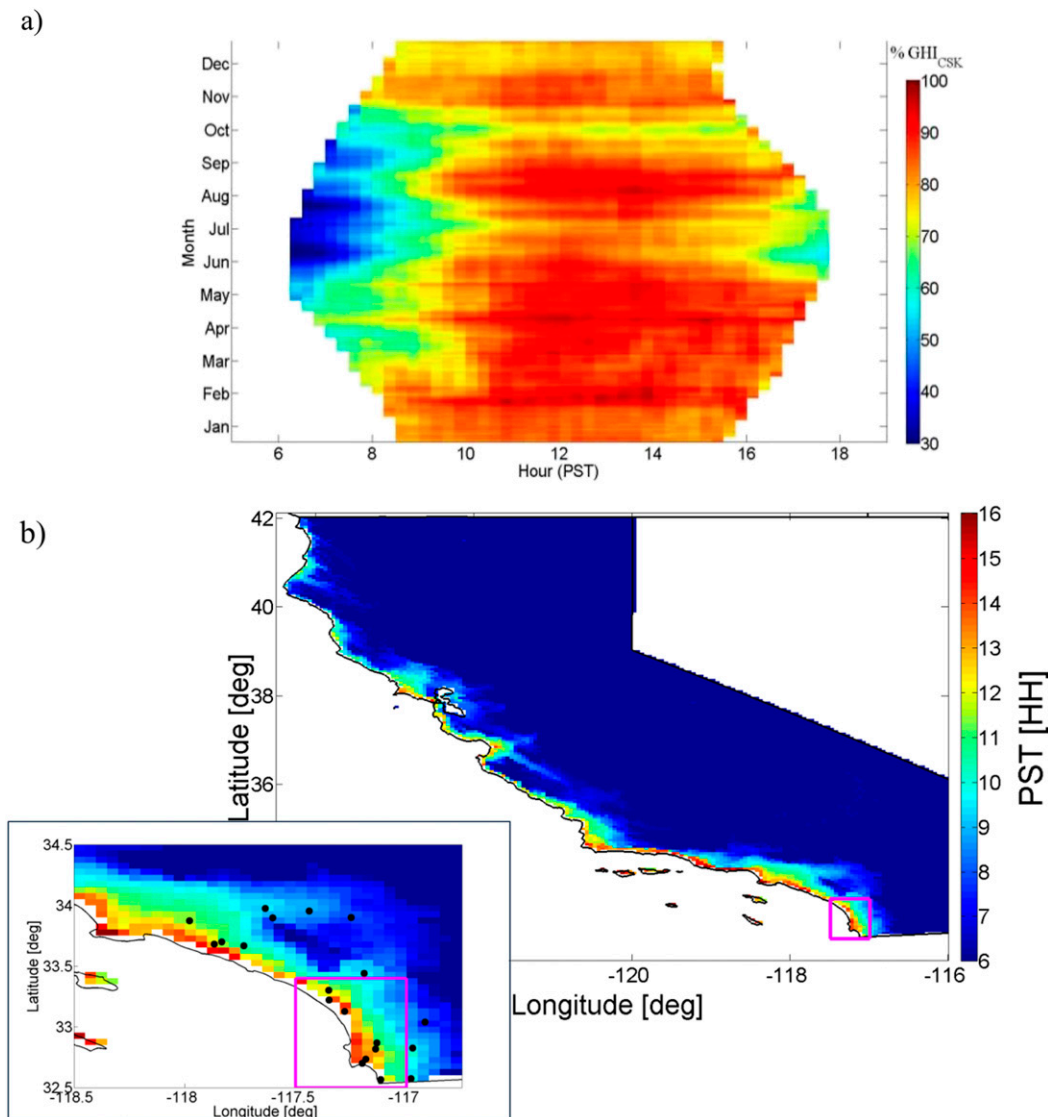 a)
% GHI_CSK
Dec
Nov
Oct
Sep
Aug
Jul
Jun
May
Apr
Mar
Feb
Jan
Month
6 8 10 12 14 16 18
Hour (PST)
100
90
80
70
60
50
40
30
b)
42
40
38
36
Latitude [deg]
-120 -118 -116
Longitude [deg]
16
15
14
13
12
11
10
9
8
7
6
PST [HH]
34.5
34
33.5
33
32.5
Latitude [deg]
-118.5 -118 -117.5 -117
Longitude [deg]